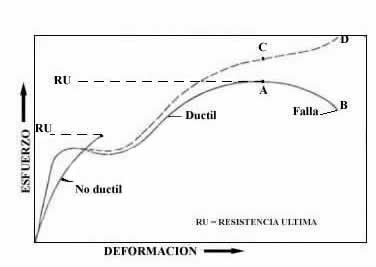 D
C
RU
A
B
Falla
Ductil
RU
No ductil
ESFUERZO
RU = RESISTENCIA ULTIMA
DEFORMACION